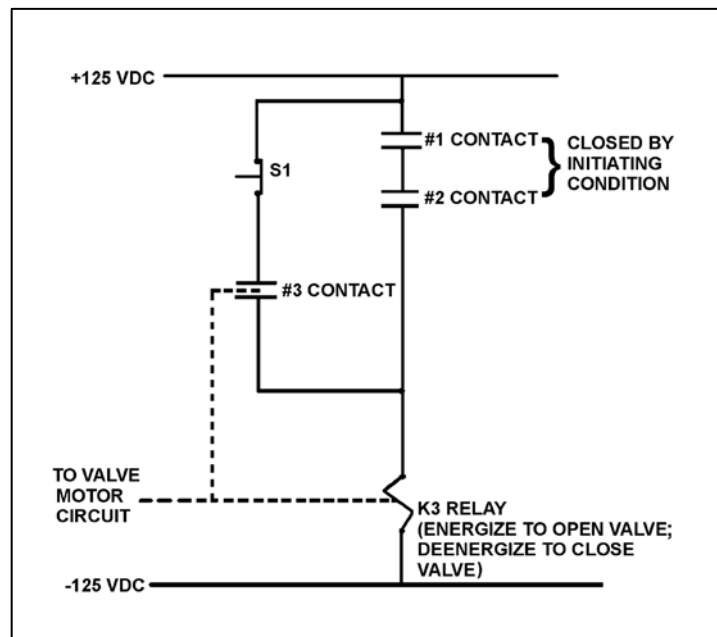 +125 VDC
S1
#1 CONTACT
#2 CONTACT
CLOSED BY
INITIATING
CONDITION
#3 CONTACT
TO VALVE
MOTOR
CIRCUIT
K3 RELAY
(ENERGIZE TO OPEN VALVE;
DEENERGIZE TO CLOSE
VALVE)
-125 VDC